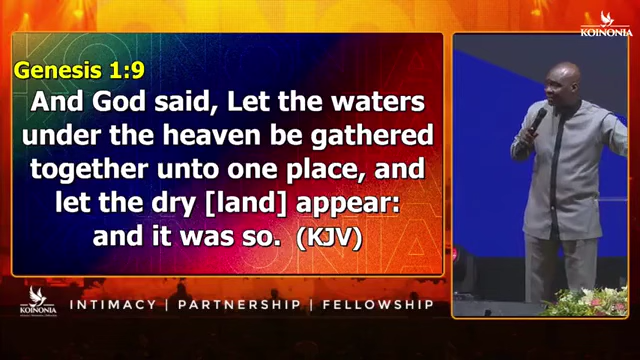 KOINONIA
Genesis 1:9
And God said, Let the waters
under the heaven be gathered
together unto one place, and
let the dry [land] appear:
and it was so. (KJV)
KOINONIA
INTIMACY | PARTNERSHIP | FELLOWSHIP